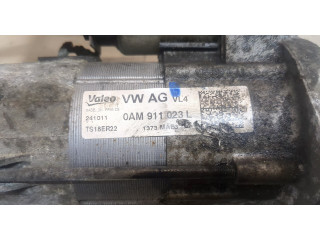 Valeo VW AG VL4
241011 0AM 911 023 L
TS18ER22